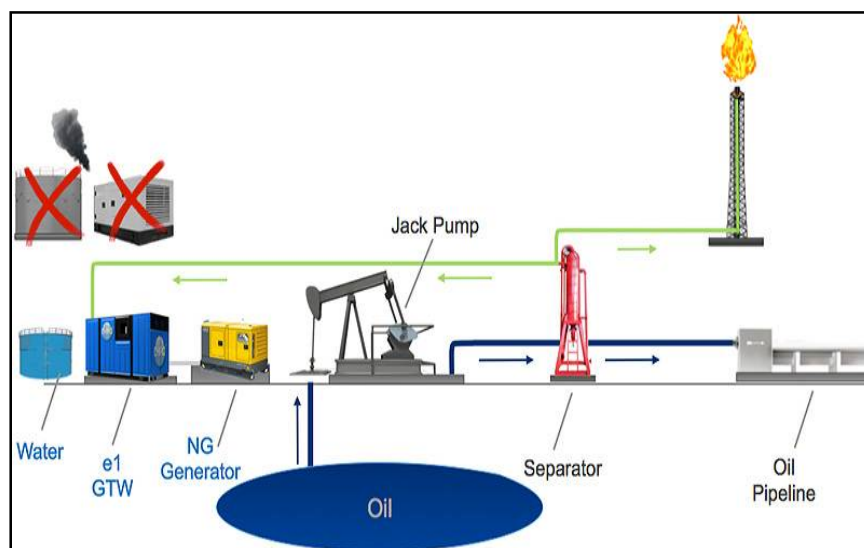 Jack Pump
Water
e1
GTW
NG
Generator
Oil
Separator
Oil
Pipeline